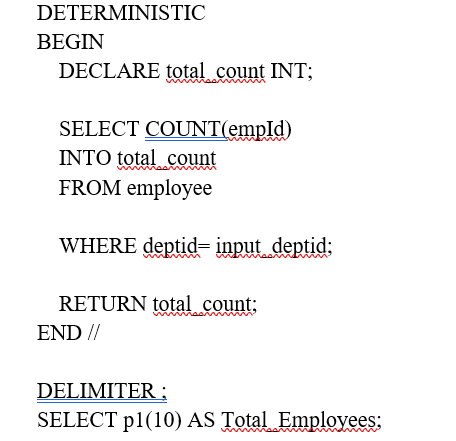 DETERMINISTIC
BEGIN
DECLARE total_count INT;
SELECT COUNT(empId)
INTO total_count
FROM employee
WHERE deptid= input_deptid;
RETURN total_count;
END //
DELIMITER ;
SELECT p1(10) AS Total_Employees;